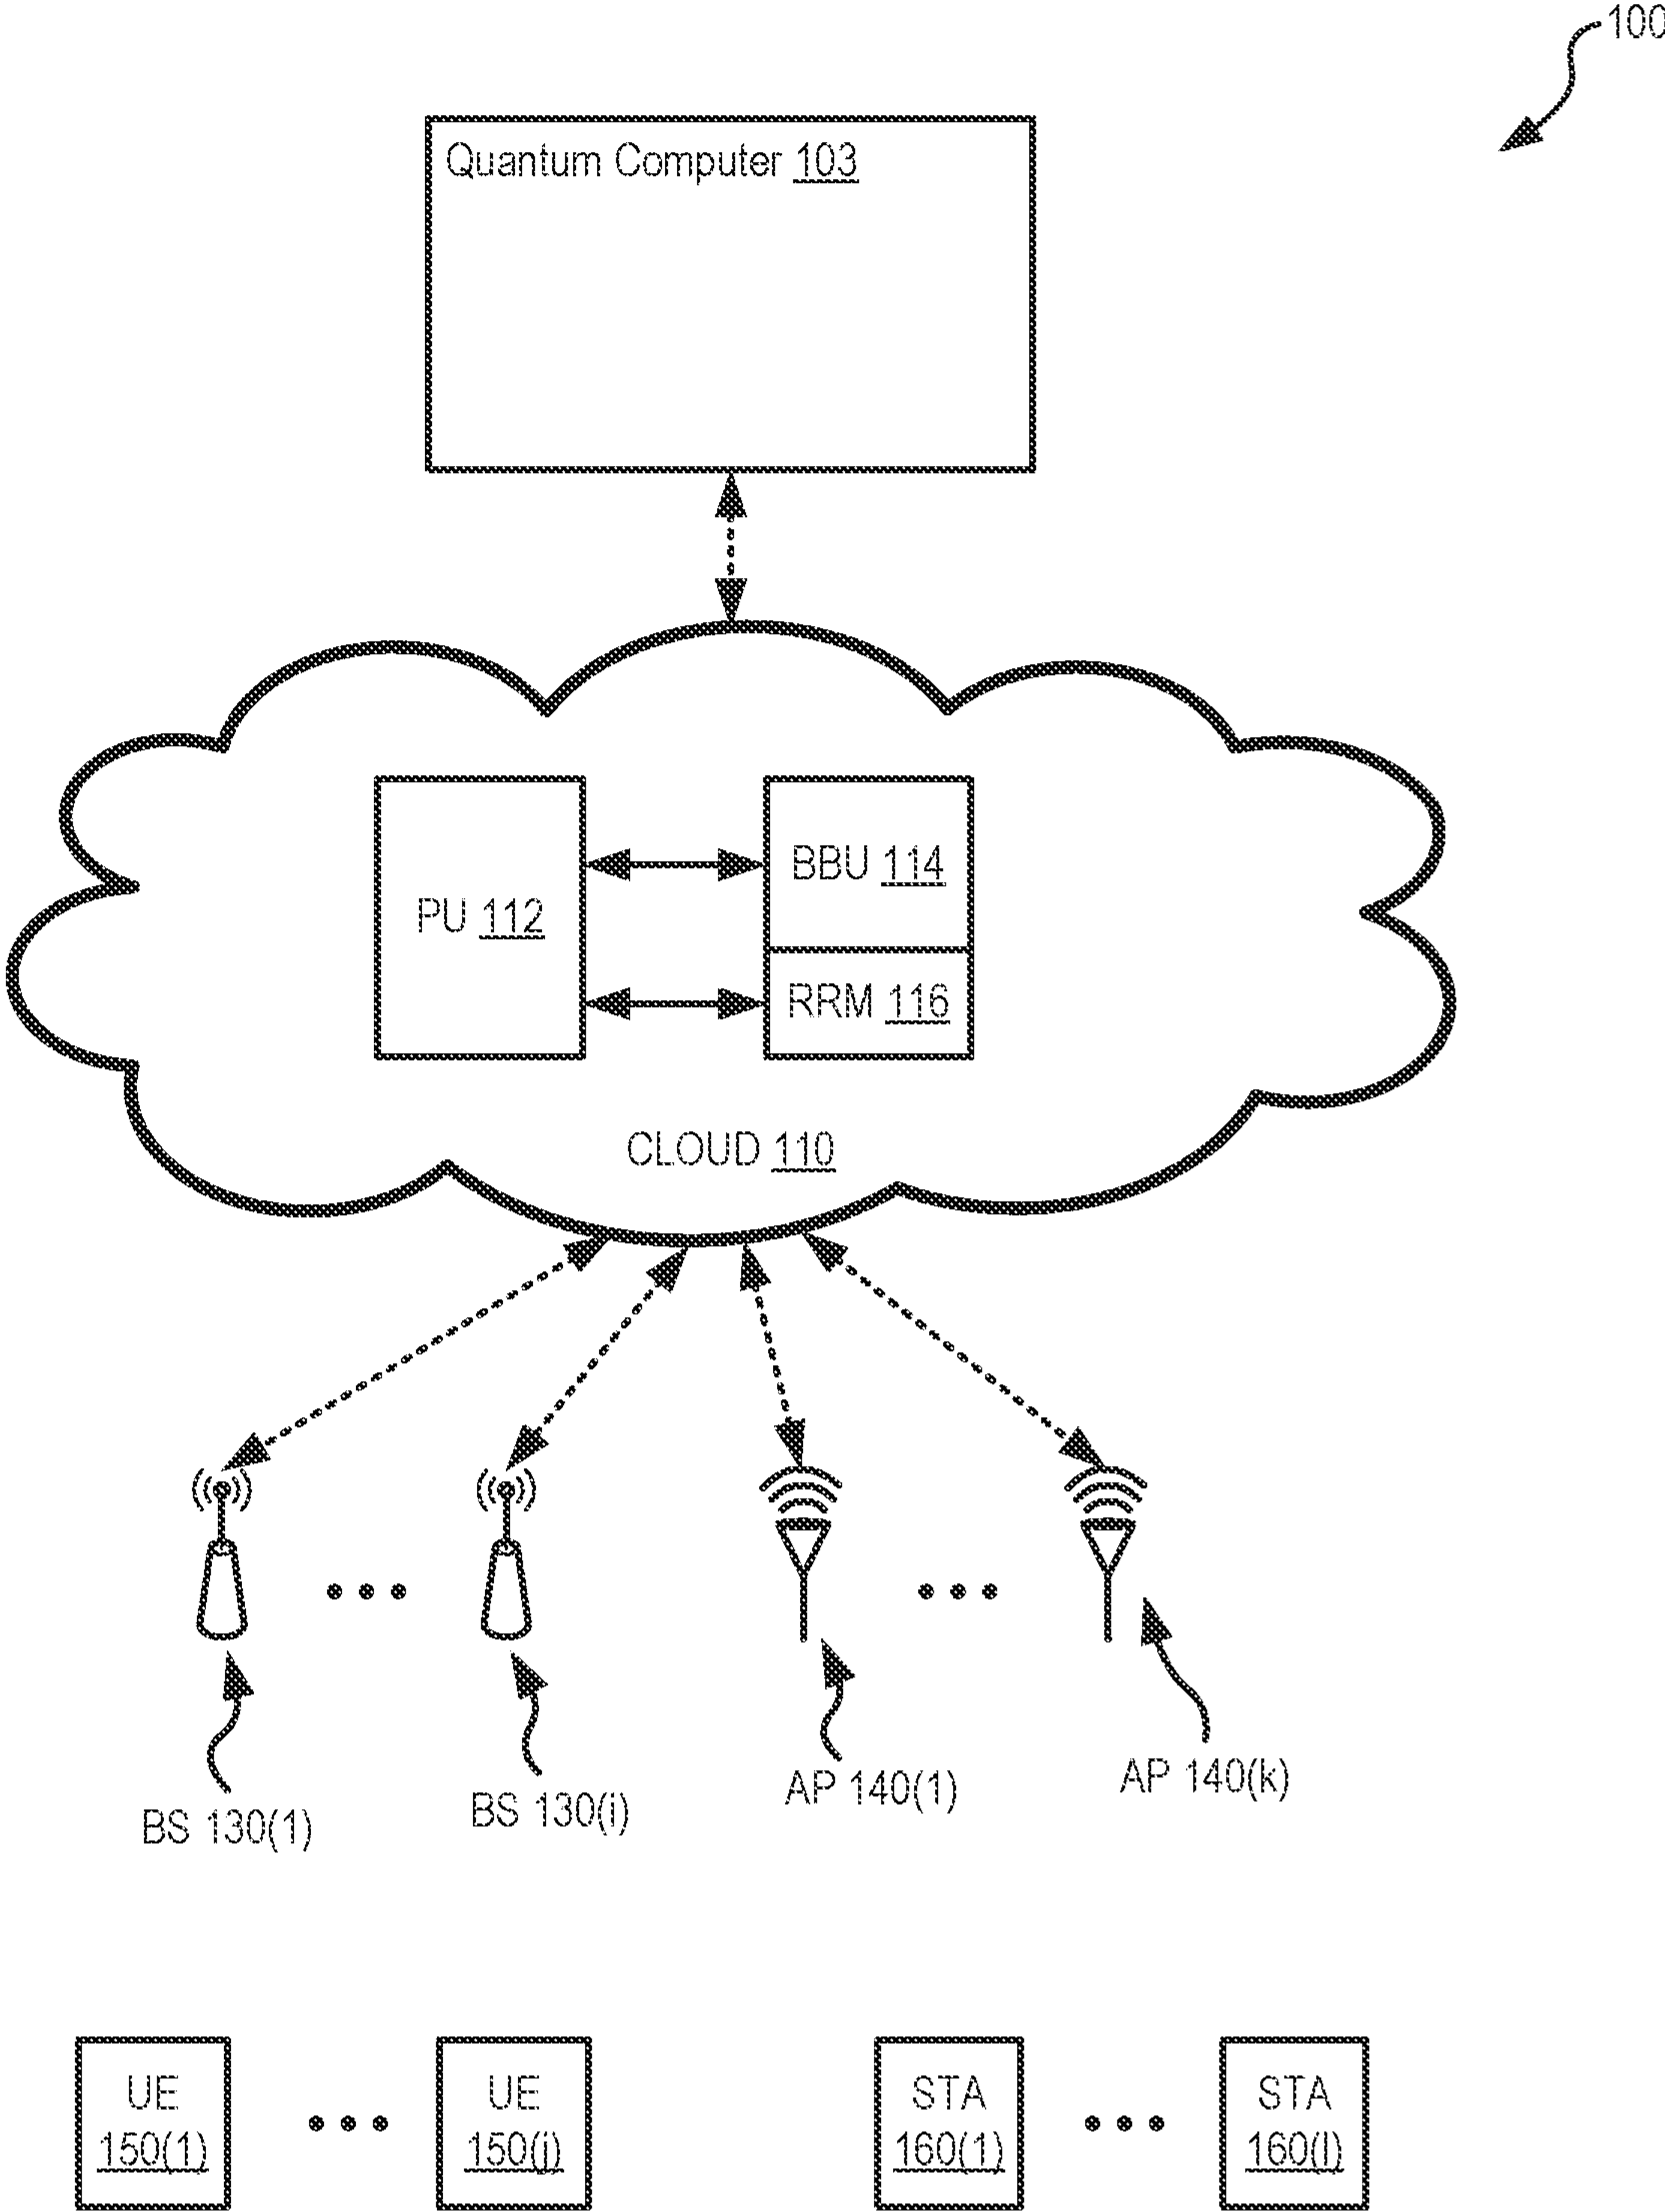 100
Quantum Computer 103
BBU 114
PU 112
RRM 116
CLOUD 110
BS 130(1)
BS 130(i)
AP 140(1)
AP 140(k)
UE
150(1)
UE
150(j)
STA
160(1)
STA
160(l)